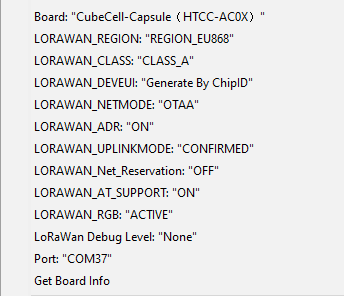 Board: "CubeCell-Capsule（HTCC-AC0X）"
LORAWAN_REGION: "REGION_EU868"
LORAWAN_CLASS: "CLASS_A"
LORAWAN_DEVEUI: "Generate By ChipID"
LORAWAN_NETMODE: "OTAA"
LORAWAN_ADR: "ON"
LORAWAN_UPLINKMODE: "CONFIRMED"
LORAWAN_Net_Reservation: "OFF"
LORAWAN_AT_SUPPORT: "ON"
LORAWAN_RGB: "ACTIVE"
LoRaWan Debug Level: "None"
Port: "COM37"
Get Board Info